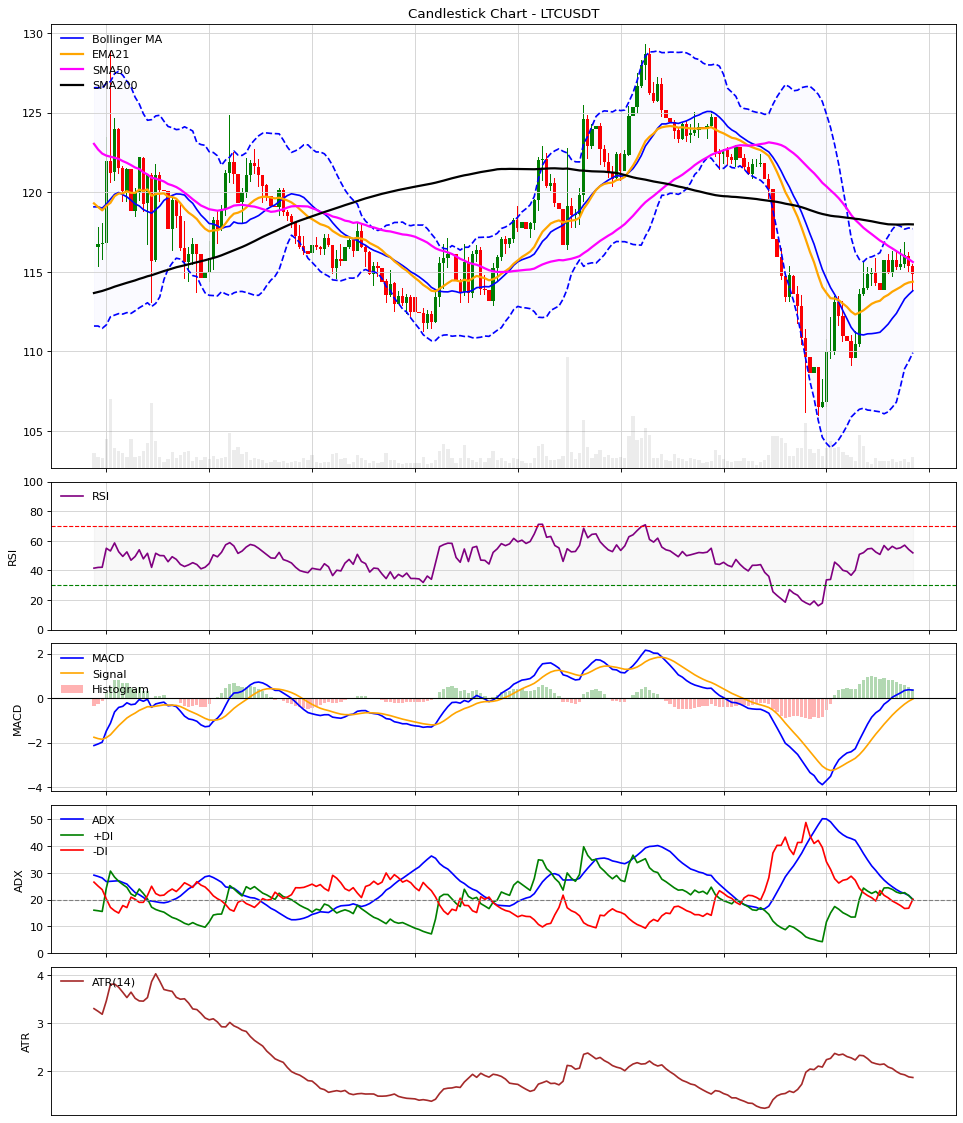 Candlestick Chart - LTCUSDT
130
125
120
115
110
105
Bollinger MA
EMA21
SMA50
SMA200
100
80
60
40
20
0
RSI
RSI
2
0
−2
−4
MACD
MACD
Signal
Histogram
50
40
30
20
10
0
ADX
ADX
+DI
-DI
4
3
2
ATR
ATR(14)